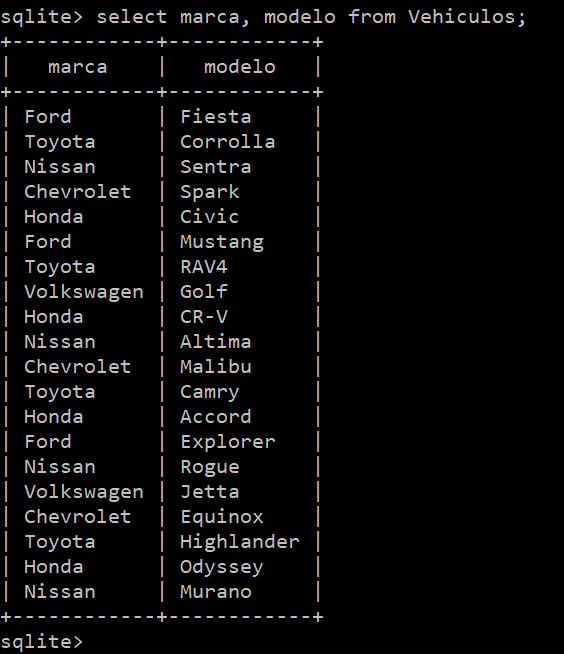 sqlite> select marca, modelo from Vehiculos;
+------------+------------+
|   marca    |   modelo   |
+------------+------------+
| Ford       | Fiesta     |
| Toyota     | Corrolla   |
| Nissan     | Sentra     |
| Chevrolet  | Spark      |
| Honda      | Civic      |
| Ford       | Mustang    |
| Toyota     | RAV4       |
| Volkswagen | Golf       |
| Honda      | CR-V       |
| Nissan     | Altima     |
| Chevrolet  | Malibu     |
| Toyota     | Camry      |
| Honda      | Accord     |
| Ford       | Explorer   |
| Nissan     | Rogue      |
| Volkswagen | Jetta      |
| Chevrolet  | Equinox    |
| Toyota     | Highlander |
| Honda      | Odyssey    |
| Nissan     | Murano     |
+------------+------------+
sqlite>